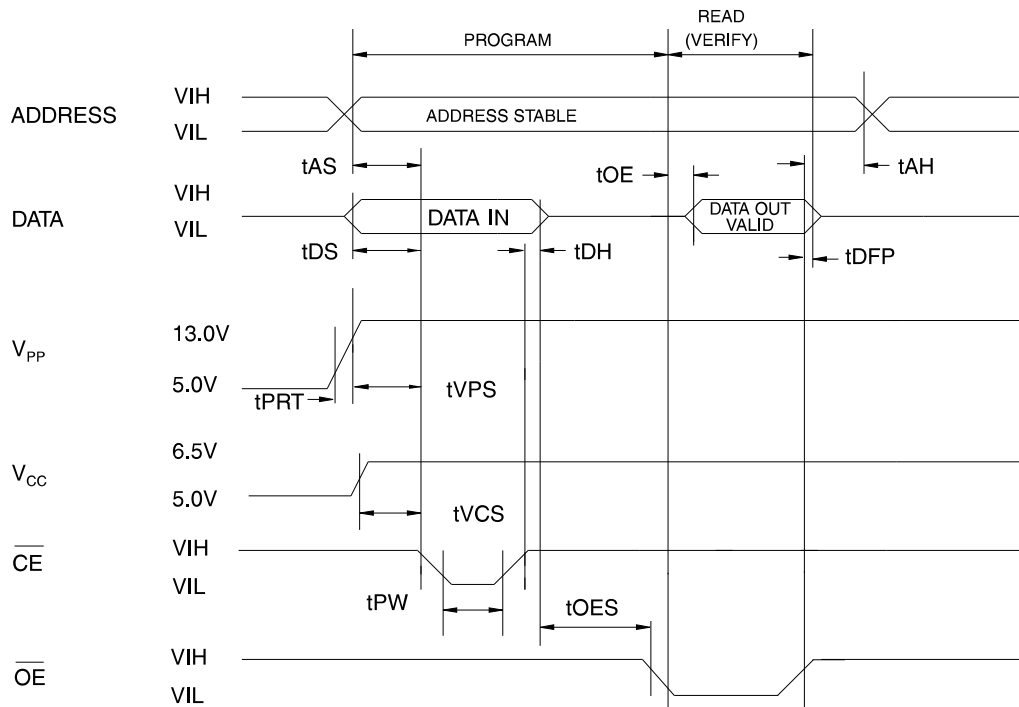 READ
PROGRAM (VERIFY)
ADDRESS VIH
VIL ADDRESS STABLE
tAS tOE tAH
DATA VIH
VIL DATA IN DATA OUT
VALID
tDS tDH tDFP
VPP 13.0V
5.0V tVPS
tPRT
VCC 6.5V
5.0V
tVCS
CE VIH
VIL
tPW tOES
OE VIH
VIL